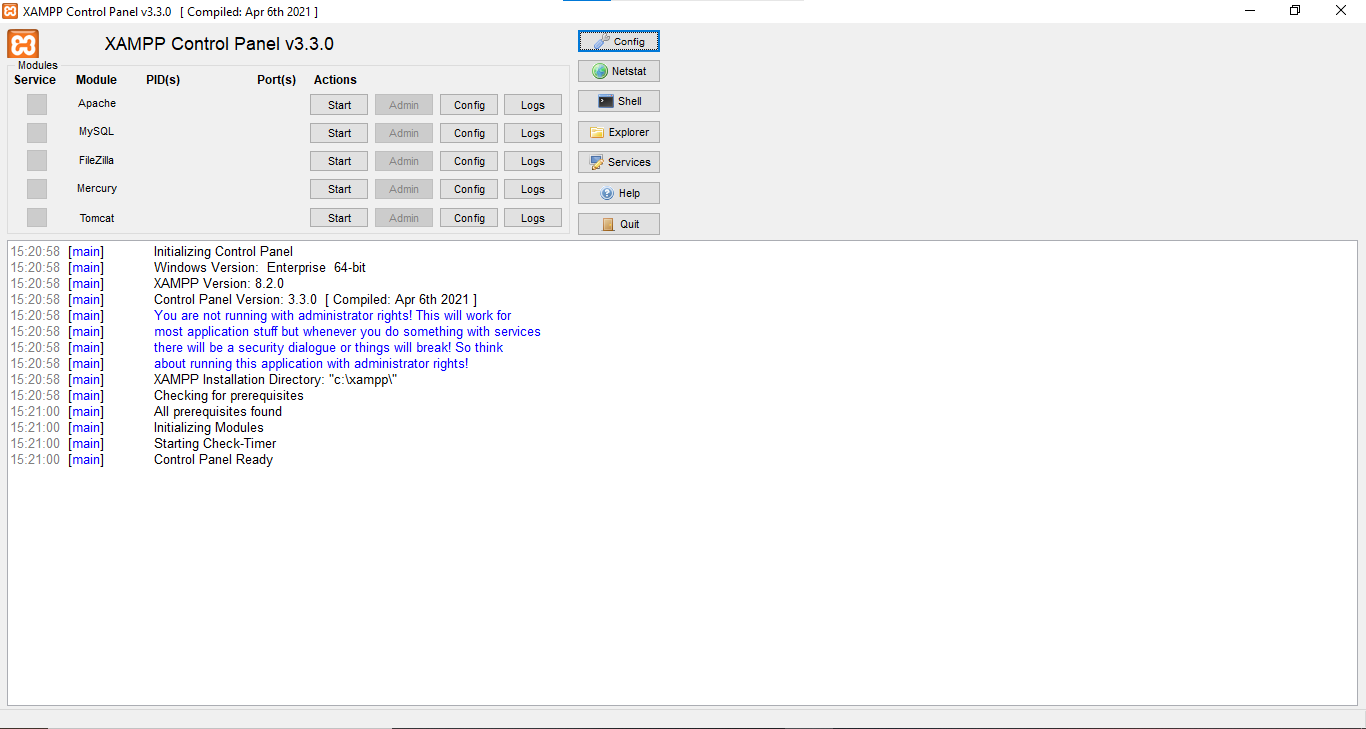 XAMPP Control Panel v3.3.0 [ Compiled: Apr 6th 2021 ]
XAMPP Control Panel v3.3.0
Config
Modules
Service Module PID(s) Port(s) Actions
Netstat
Apache Start Admin Config Logs
Shell
MySQL Start Admin Config Logs
Explorer
FileZilla Start Admin Config Logs
Services
Mercury Start Admin Config Logs
Help
Tomcat Start Admin Config Logs
Quit
15:20:58 [main] Initializing Control Panel
15:20:58 [main] Windows Version: Enterprise 64-bit
15:20:58 [main] XAMPP Version: 8.2.0
15:20:58 [main] Control Panel Version: 3.3.0 [ Compiled: Apr 6th 2021 ]
15:20:58 [main] You are not running with administrator rights! This will work for
15:20:58 [main] most application stuff but whenever you do something with services
15:20:58 [main] there will be a security dialogue or things will break! So think
15:20:58 [main] about running this application with administrator rights!
15:20:58 [main] XAMPP Installation Directory: "c:\xampp\"
15:20:58 [main] Checking for prerequisites
15:21:00 [main] All prerequisites found
15:21:00 [main] Initializing Modules
15:21:00 [main] Starting Check-Timer
15:21:00 [main] Control Panel Ready